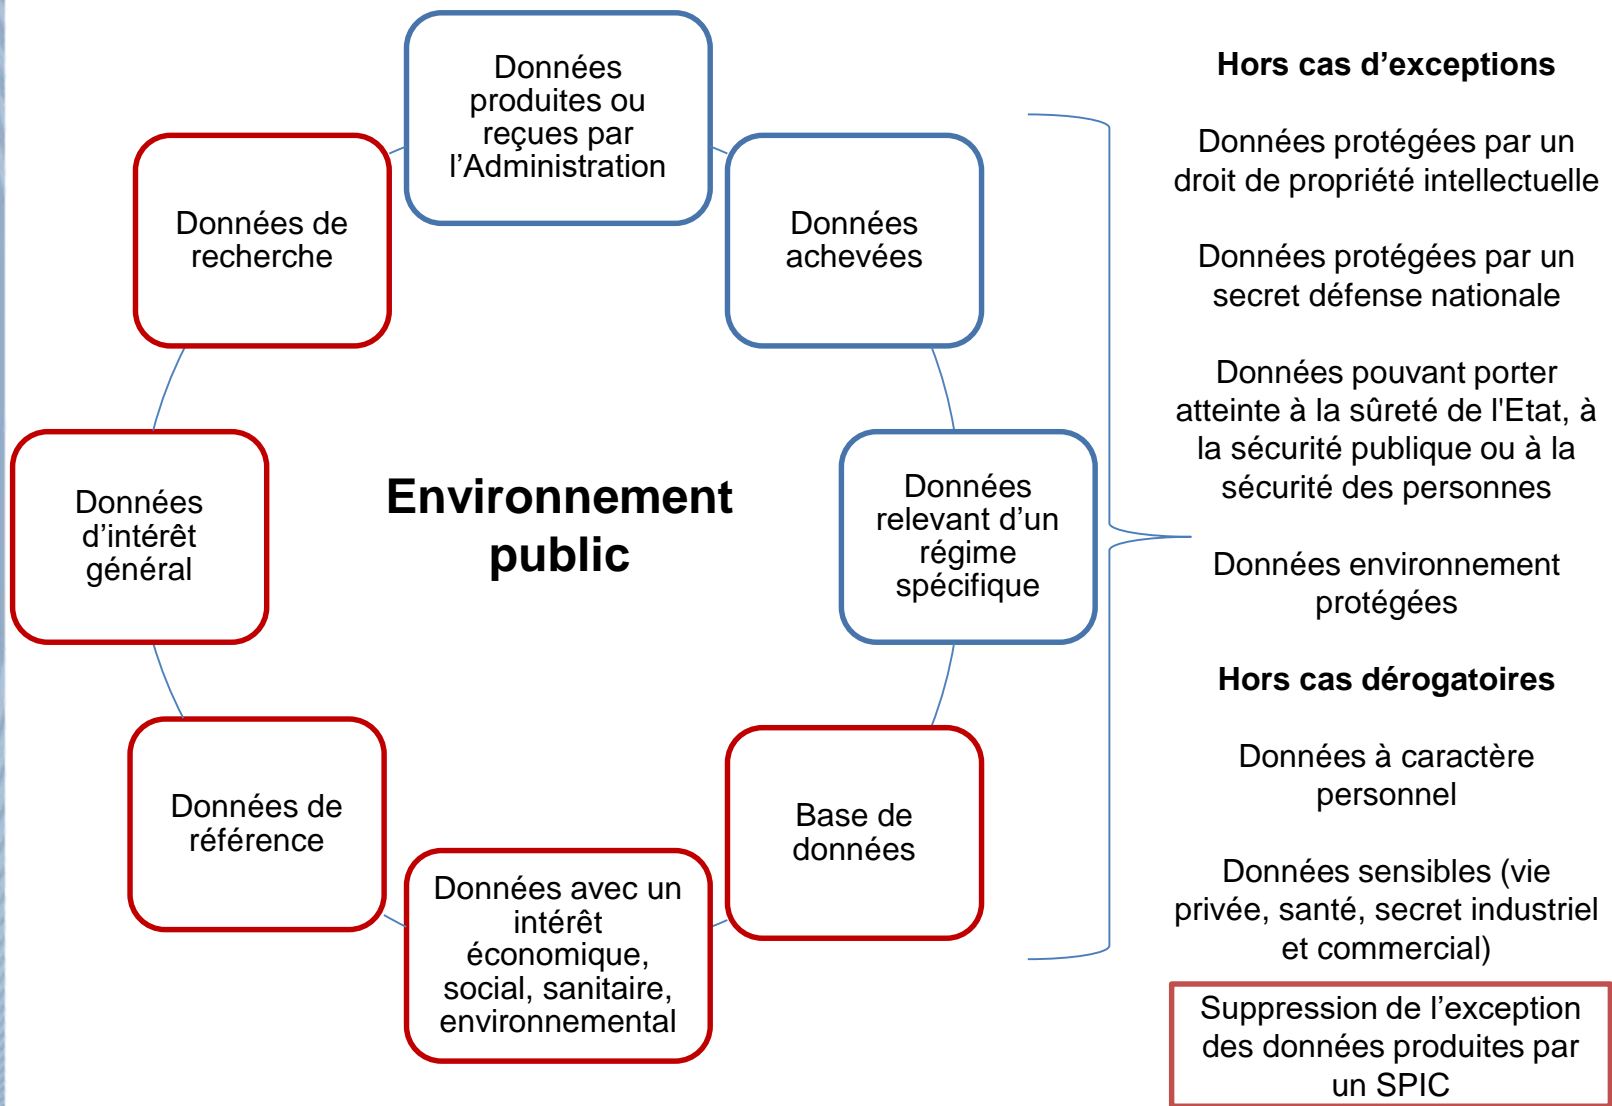 Données
produites ou
reçues par
l’Administration
Données
achevées
Données
relevant d’un
régime
spécifique
Base de
données
Données avec un
intérêt
économique,
social, sanitaire,
environnemental
Données de
référence
Données
d’intérêt
général
Données de
recherche
Environnement
public
Hors cas d’exceptions
Données protégées par un
droit de propriété intellectuelle
Données protégées par un
secret défense nationale
Données pouvant porter
atteinte à la sûreté de l'Etat, à
la sécurité publique ou à la
sécurité des personnes
Données environnement
protégées
Hors cas dérogatoires
Données à caractère
personnel
Données sensibles (vie
privée, santé, secret industriel
et commercial)
Suppression de l’exception
des données produites par
un SPIC